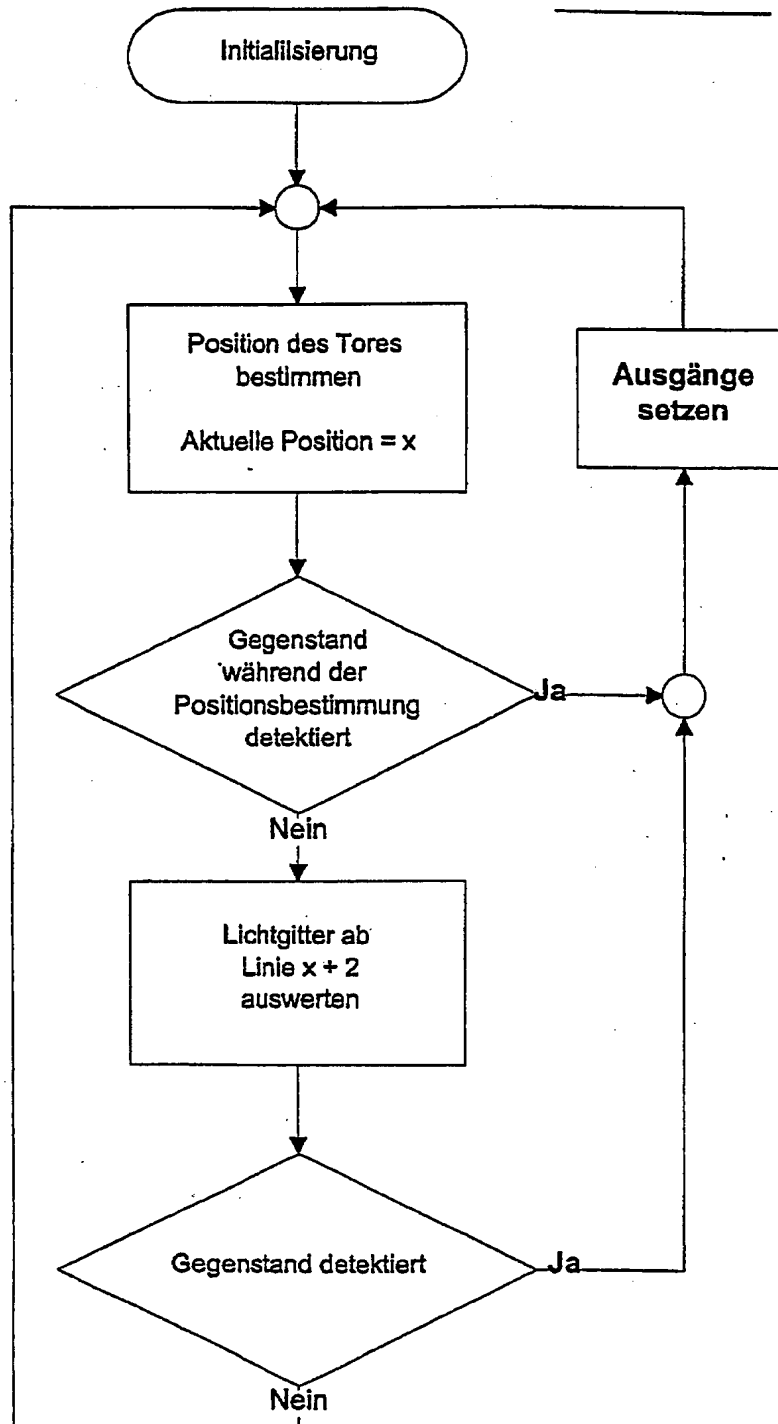 Initialisierung
Position des Tores
bestimmen
Aktuelle Position = x
Ausgänge
setzen
Gegenstand
während der
Positionsbestimmung
detektiert
Ja
Nein
Lichtgitter ab
Linie x + 2
auswerten
Gegenstand detektiert
Ja
Nein